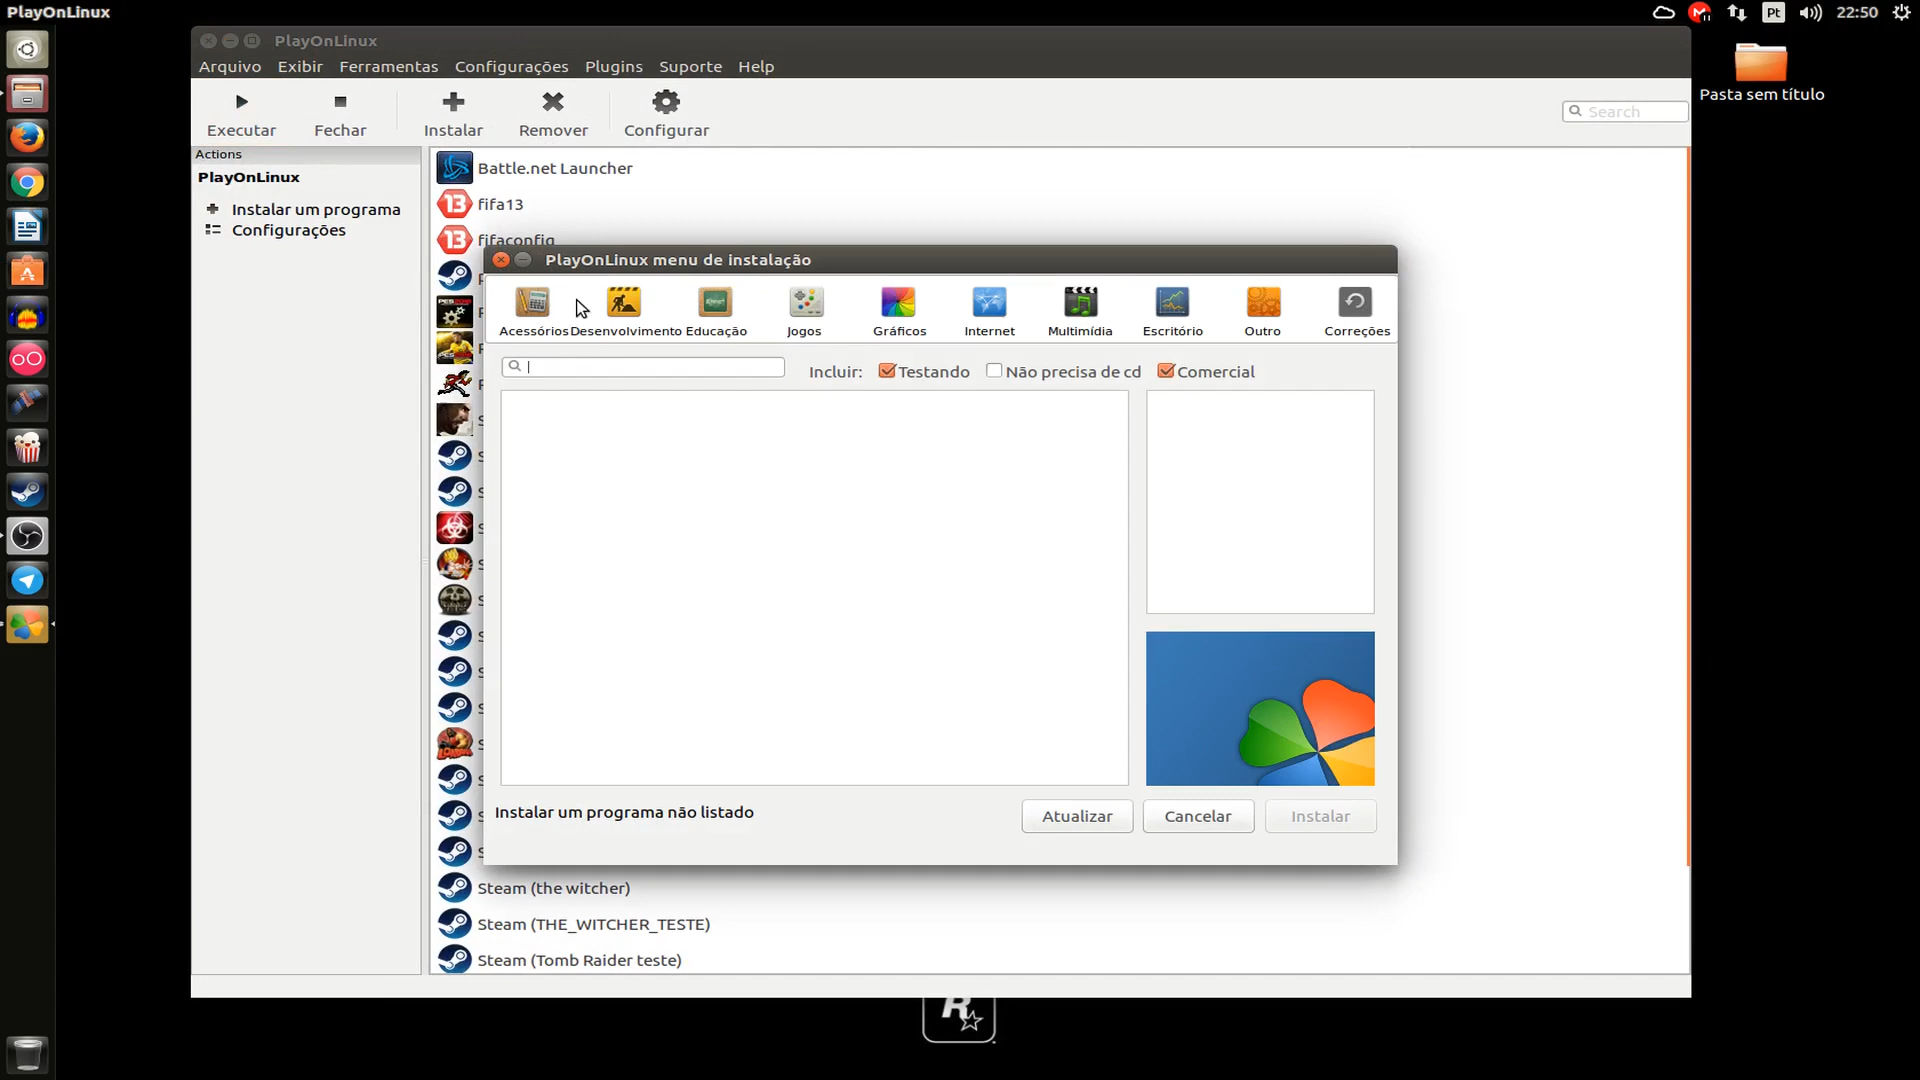 PlayOnLinux
Pt
22:50
PlayOnLinux
Arquivo Exibir Ferramentas Configurações Plugins Suporte Help
Executar Fechar Instalar Remover Configurar
Search
Pasta sem título
Actions
PlayOnLinux
Instalar um programa
Configurações
Battle.net Launcher
13 fifa13
13 fifaconfig
PlayOnLinux menu de instalação
Acessórios Desenvolvimento Educação Jogos Gráficos Internet Multimídia Escritório Outro Correções
Incluir: Testando Não precisa de cd Comercial
Instalar um programa não listado
Atualizar Cancelar Instalar
Steam (the witcher)
Steam (THE_WITCHER_TESTE)
Steam (Tomb Raider teste)
R